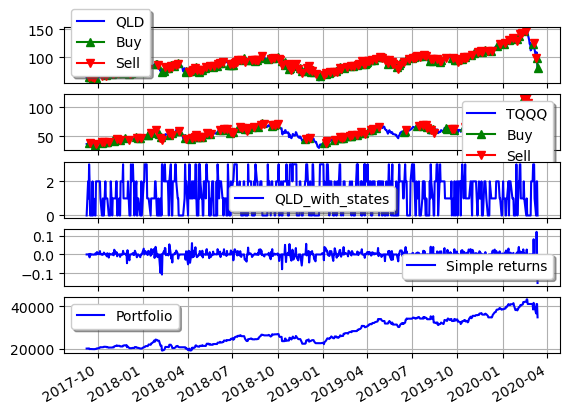 QLD
Buy
Sell
150
100
TQQQ
Buy
Sell
100
50
QLD_with_states
2
0
Simple returns
0.1
0.0
−0.1
Portfolio
40000
20000
2017-10
2018-01
2018-04
2018-07
2018-10
2019-01
2019-04
2019-07
2019-10
2020-01
2020-04